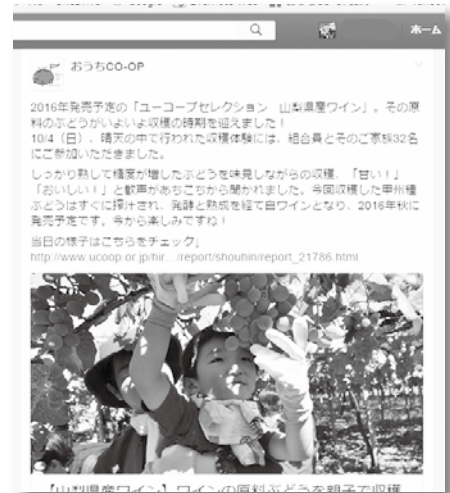 ホーム
おうちCO-OP
2016年発売予定の「ユーコープセレクション 山梨県産ワイン」。その原
料のぶどうがいよいよ収穫の時期を迎えました！
10/4（日）、晴天の中で行われた収穫体験には、組合員とそのご家族32名
にご参加いただきました。
しっかり熟して糖度が増したぶどうを味見しながらの収穫、「甘い！」
「おいしい！」と歓声があちこちから聞かれました。今回収穫した甲州種
ぶどうはすぐに搾汁され、発酵と熟成を経て白ワインとなり、2016年秋に
発売予定です。今から楽しみですね！
当日の様子はこちらをチェック↓
http://www.ucoop.or.jp/hir.../report/shouhin/report_21786.html
【山梨県産ワイン】ワインの原料ぶどうを親子で収穫